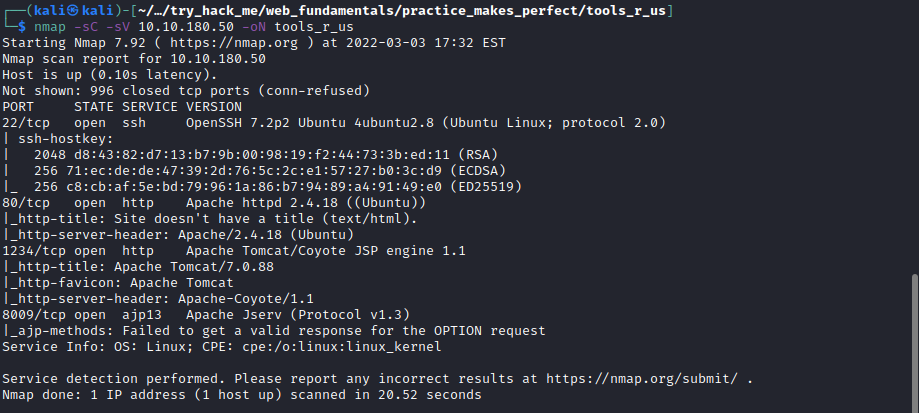 ┌──(kali㉿kali)-[~/…/try_hack_me/web_fundamentals/practice_makes_perfect/tools_r_us]
└─$ nmap -sC -sV 10.10.180.50 -oN tools_r_us
Starting Nmap 7.92 ( https://nmap.org ) at 2022-03-03 17:32 EST
Nmap scan report for 10.10.180.50
Host is up (0.10s latency).
Not shown: 996 closed tcp ports (conn-refused)
PORT     STATE SERVICE VERSION
22/tcp   open  ssh     OpenSSH 7.2p2 Ubuntu 4ubuntu2.8 (Ubuntu Linux; protocol 2.0)
| ssh-hostkey:
|   2048 d8:43:82:d7:13:b7:9b:00:98:19:f2:44:73:3b:ed:11 (RSA)
|   256 71:ec:de:de:47:39:2d:76:5c:2c:e1:57:27:b0:3c:d9 (ECDSA)
|_  256 c8:cb:af:5e:bd:79:96:1a:86:b7:94:89:a4:91:49:e0 (ED25519)
80/tcp   open  http    Apache httpd 2.4.18 ((Ubuntu))
|_http-title: Site doesn't have a title (text/html).
|_http-server-header: Apache/2.4.18 (Ubuntu)
1234/tcp open  http    Apache Tomcat/Coyote JSP engine 1.1
|_http-title: Apache Tomcat/7.0.88
|_http-favicon: Apache Tomcat
|_http-server-header: Apache-Coyote/1.1
8009/tcp open  ajp13   Apache Jserv (Protocol v1.3)
|_ajp-methods: Failed to get a valid response for the OPTION request
Service Info: OS: Linux; CPE: cpe:/o:linux:linux_kernel

Service detection performed. Please report any incorrect results at https://nmap.org/submit/ .
Nmap done: 1 IP address (1 host up) scanned in 20.52 seconds